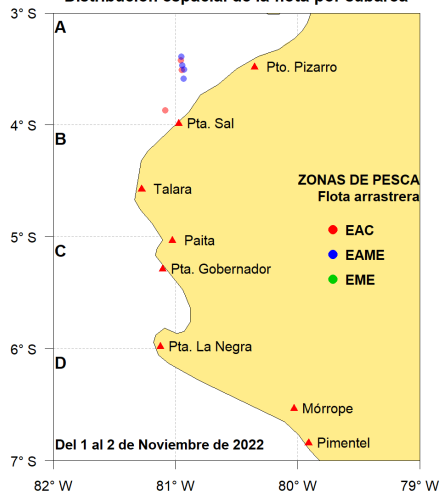 Distribución espacial de la flota por subárea
3° S
A
Pto. Pizarro
4° S
Pta. Sal
B
ZONAS DE PESCA
Talara
Flota arrastrera
EAC
5° S
Paita
EAME
C
Pta. Gobernador
EME
6° S
Pta. La Negra
D
Mórrope
Del 1 al 2 de Noviembre de 2022
Pimentel
7° S
82° W
81° W
80° W
79° W